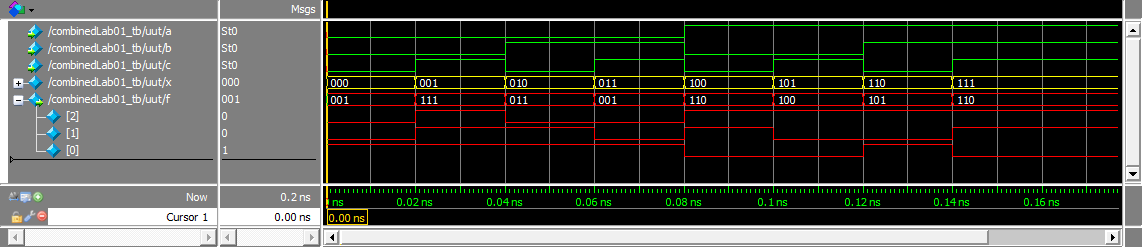 Msgs
/combinedLab01_tb/uut/a St0
/combinedLab01_tb/uut/b St0
/combinedLab01_tb/uut/c St0
/combinedLab01_tb/uut/x 000 000 001 010 011 100 101 110 111
/combinedLab01_tb/uut/f 001 001 111 011 001 110 100 101 110
[2] 0
[1] 0
[0] 1
Now 0.2 ns ns 0.02 ns 0.04 ns 0.06 ns 0.08 ns 0.1 ns 0.12 ns 0.14 ns 0.16 ns
Cursor 1 0.00 ns 0.00 ns